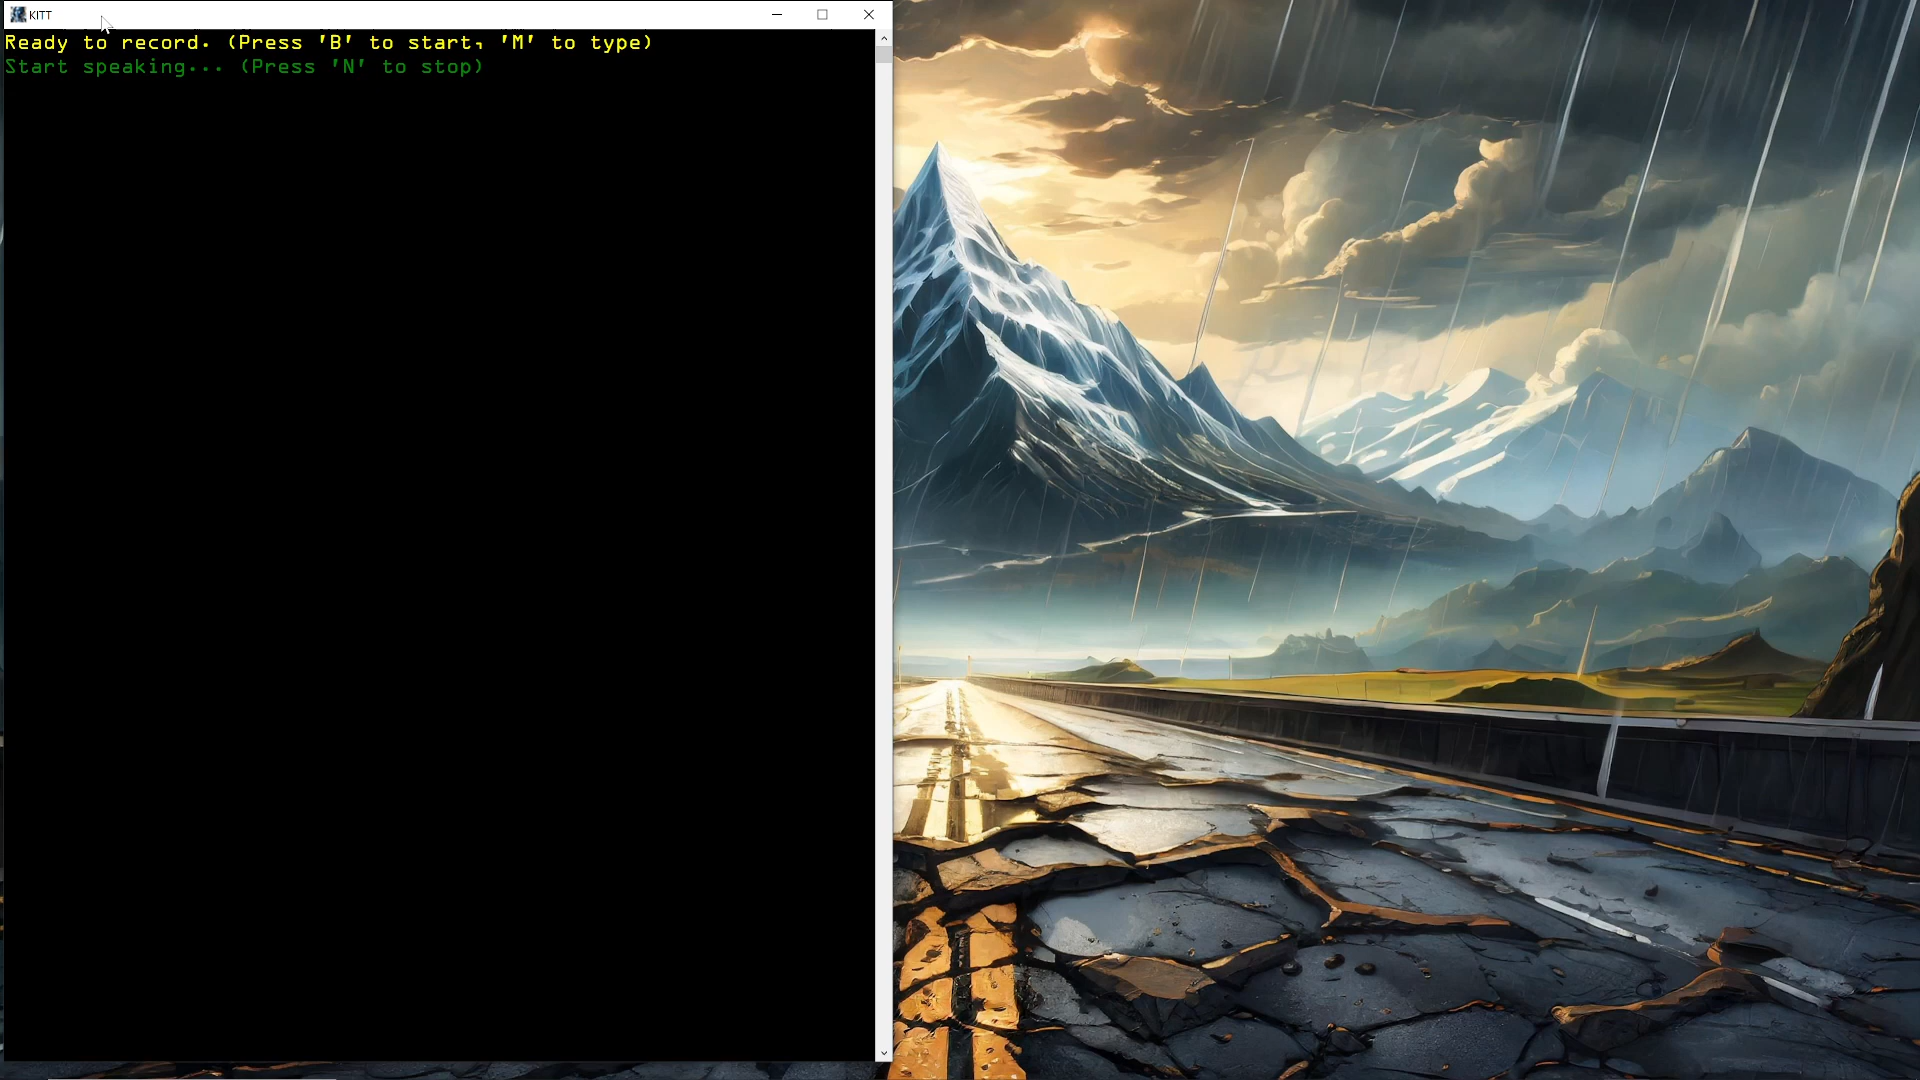 KITT
Ready to record. (Press 'B' to start, 'M' to type)
Start speaking... (Press 'N' to stop)